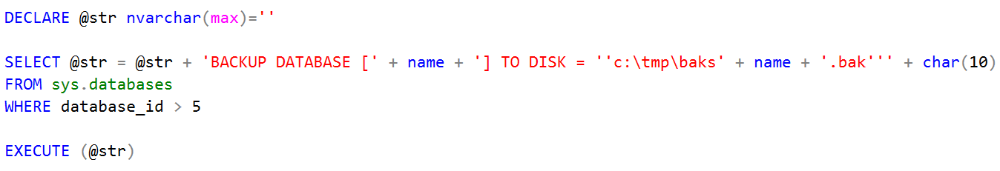 DECLARE @str nvarchar(max)=''
SELECT @str = @str + 'BACKUP DATABASE [' + name + '] TO DISK = ''c:\tmp\baks' + name + '.bak''' + char(10)
FROM sys.databases
WHERE database_id > 5
EXECUTE (@str)